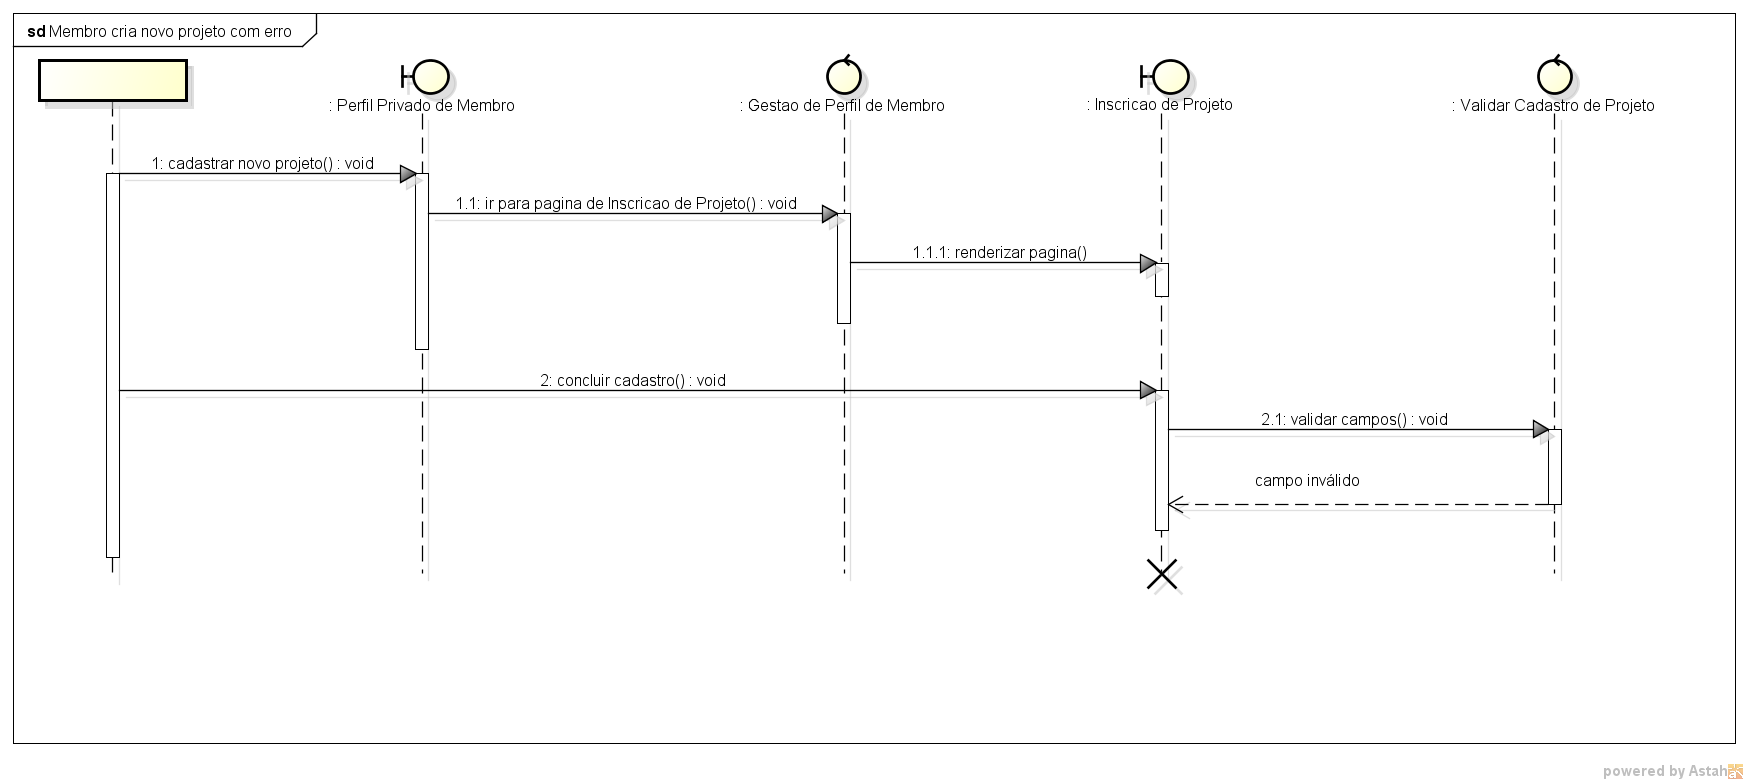 sd Membro cria novo projeto com erro
: Perfil Privado de Membro
: Gestao de Perfil de Membro
: Inscricao de Projeto
: Validar Cadastro de Projeto
1: cadastrar novo projeto() : void
1.1: ir para pagina de Inscricao de Projeto() : void
1.1.1: renderizar pagina()
2: concluir cadastro() : void
2.1: validar campos() : void
campo inválido
powered by Astah